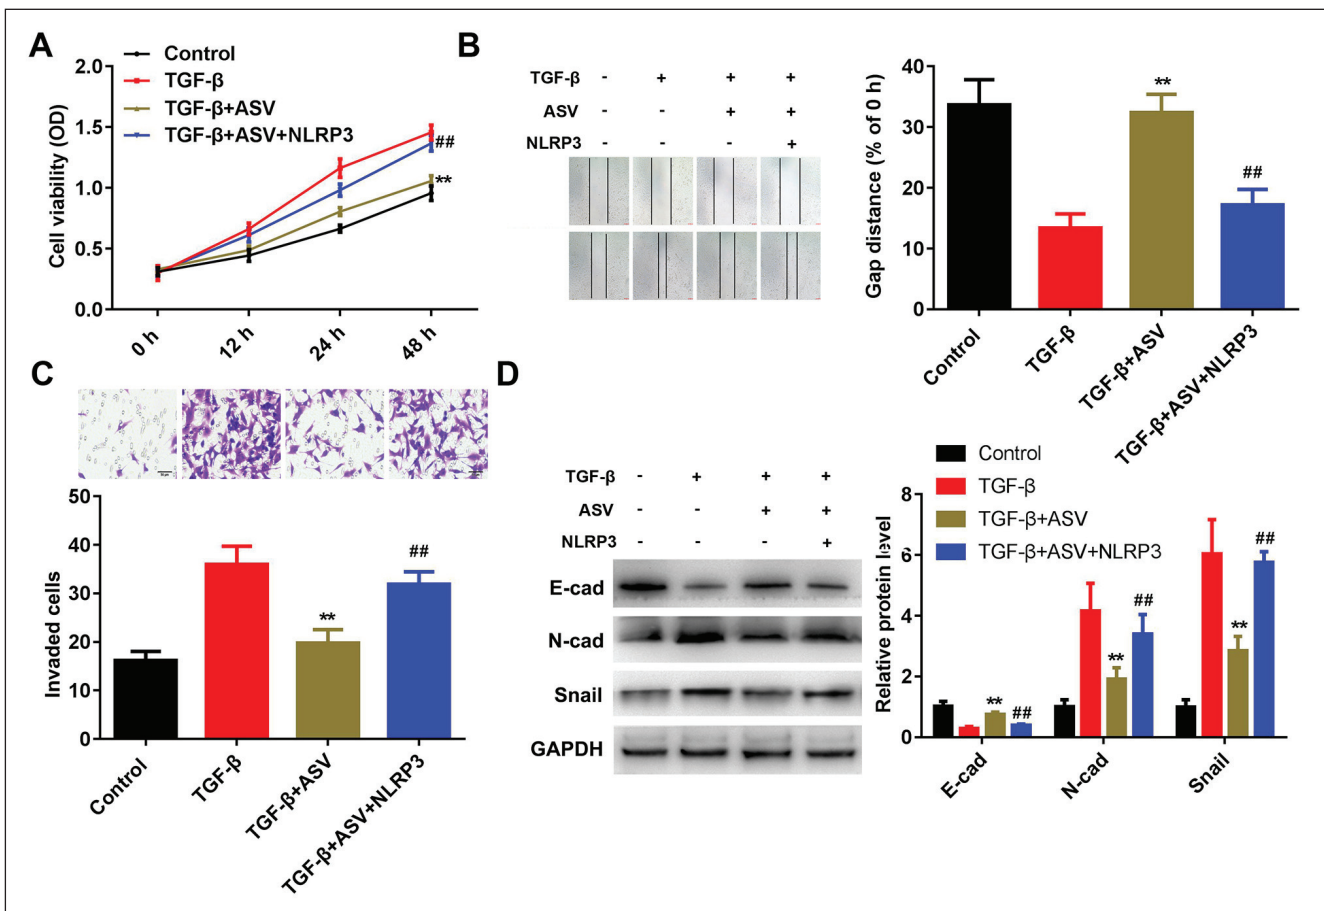 A
Control
TGF-β
TGF-β+ASV
TGF-β+ASV+NLRP3
Cell viability (OD)
2.0
1.5
1.0
0.5
0.0
##
**
0 h
12 h
24 h
48 h
B
TGF-β - + + +
ASV - - + +
NLRP3 - - - +
Gap distance (% of 0 h)
40
30
20
10
0
**
##
Control
TGF-β
TGF-β+ASV
TGF-β+ASV+NLRP3
C
Invaded cells
50
40
30
20
10
0
**
##
Control
TGF-β
TGF-β+ASV
TGF-β+ASV+NLRP3
D
TGF-β - + + +
ASV - - + +
NLRP3 - - - +
E-cad
N-cad
Snail
GAPDH
Control
TGF-β
TGF-β+ASV
TGF-β+ASV+NLRP3
Relative protein level
8
6
4
2
0
**
##
**
##
**
##
E-cad
N-cad
Snail